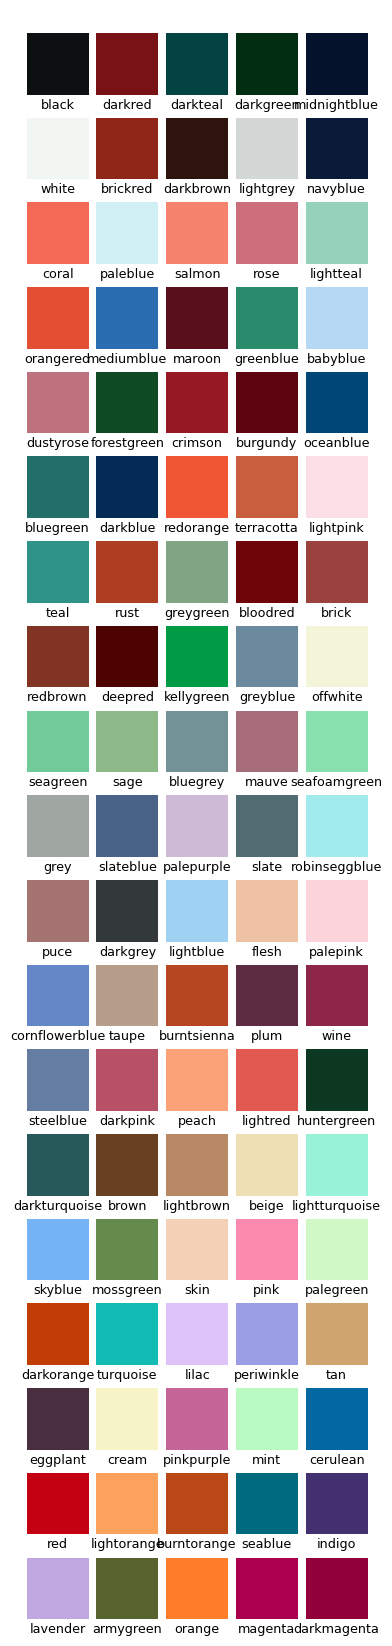 black darkred darkteal darkgreen midnightblue
white brickred darkbrown lightgrey navyblue
coral paleblue salmon rose lightteal
orangered mediumblue maroon greenblue babyblue
dustyrose forestgreen crimson burgundy oceanblue
bluegreen darkblue redorange terracotta lightpink
teal rust greygreen bloodred brick
redbrown deepred kellygreen greyblue offwhite
seagreen sage bluegrey mauve seafoamgreen
grey slateblue palepurple slate robinseggblue
puce darkgrey lightblue flesh palepink
cornflowerblue taupe burntsienna plum wine
steelblue darkpink peach lightred huntergreen
darkturquoise brown lightbrown beige lightturquoise
skyblue mossgreen skin pink palegreen
darkorange turquoise lilac periwinkle tan
eggplant cream pinkpurple mint cerulean
red lightorange burntorange seablue indigo
lavender armygreen orange magenta darkmagenta